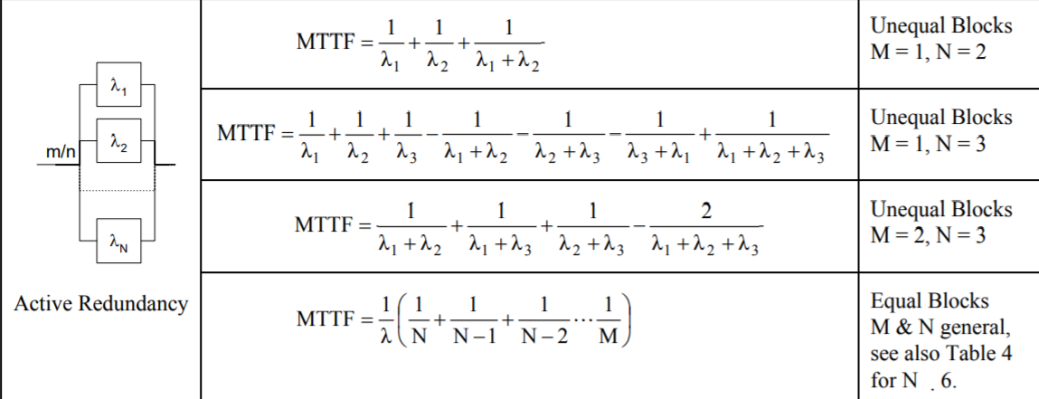 λ₁
λ₂
m/n
λN
Active Redundancy
MTTF = 1/λ₁ + 1/λ₂ + 1/(λ₁ + λ₂)
Unequal Blocks
M = 1, N = 2
MTTF = 1/λ₁ + 1/λ₂ + 1/λ₃ − 1/(λ₁ + λ₂) − 1/(λ₂ + λ₃) − 1/(λ₃ + λ₁) + 1/(λ₁ + λ₂ + λ₃)
Unequal Blocks
M = 1, N = 3
MTTF = 1/(λ₁ + λ₂) + 1/(λ₁ + λ₃) + 1/(λ₂ + λ₃) − 2/(λ₁ + λ₂ + λ₃)
Unequal Blocks
M = 2, N = 3
MTTF = 1/λ (1/N + 1/(N−1) + 1/(N−2) ⋯ 1/M)
Equal Blocks
M & N general,
see also Table 4
for N . 6.